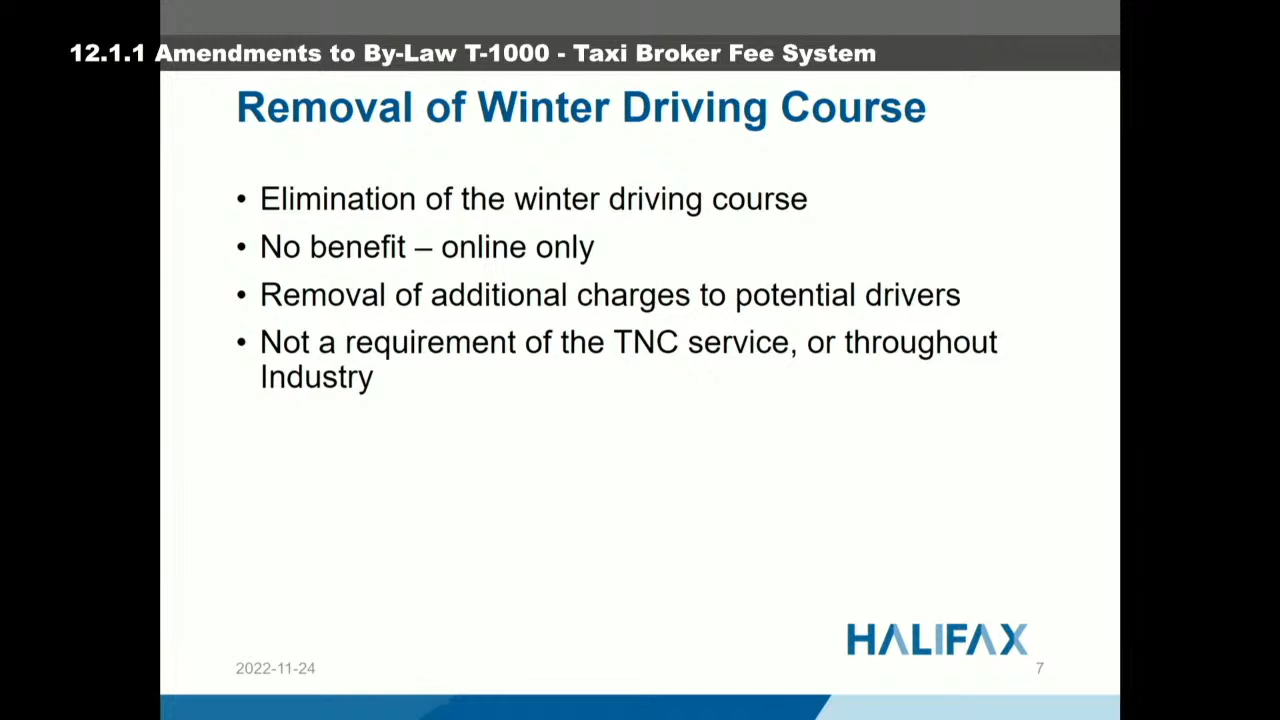 12.1.1 Amendments to By-Law T-1000 - Taxi Broker Fee System
Removal of Winter Driving Course
• Elimination of the winter driving course
• No benefit – online only
• Removal of additional charges to potential drivers
• Not a requirement of the TNC service, or throughout
Industry
HALIFAX
2022-11-24
7